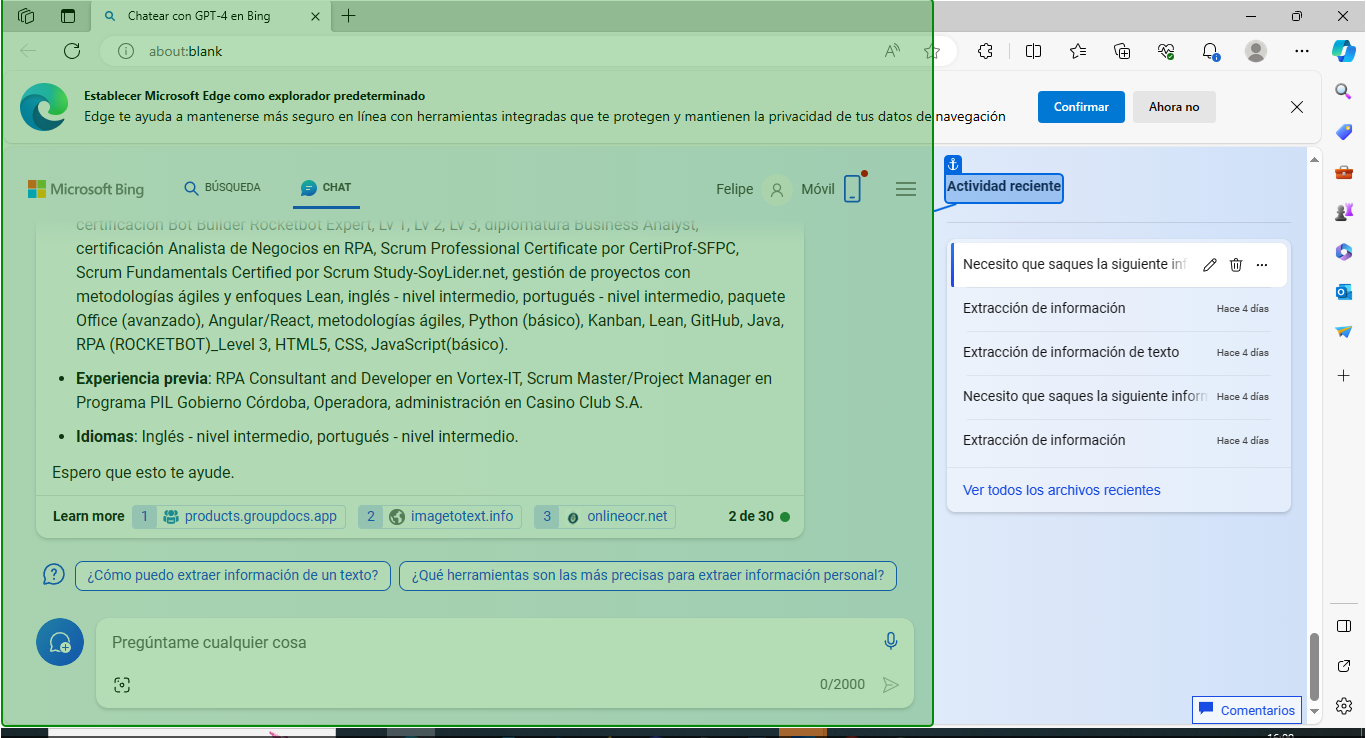 Chatear con GPT-4 en Bing
about:blank
Establecer Microsoft Edge como explorador predeterminado
Edge te ayuda a mantenerse más seguro en línea con herramientas integradas que te protegen y mantienen la privacidad de tus datos de navegación
Confirmar
Ahora no
Microsoft Bing
BÚSQUEDA
CHAT
Felipe
Móvil
certificación Bot Builder Rocketbot Expert, Lv 1, Lv 2, Lv 3, diplomatura Business Analyst,
certificación Analista de Negocios en RPA, Scrum Professional Certificate por CertiProf-SFPC,
Scrum Fundamentals Certified por Scrum Study-SoyLider.net, gestión de proyectos con
metodologías ágiles y enfoques Lean, inglés - nivel intermedio, portugués - nivel intermedio, paquete
Office (avanzado), Angular/React, metodologías ágiles, Python (básico), Kanban, Lean, GitHub, Java,
RPA (ROCKETBOT)_Level 3, HTML5, CSS, JavaScript(básico).
• Experiencia previa: RPA Consultant and Developer en Vortex-IT, Scrum Master/Project Manager en
Programa PIL Gobierno Córdoba, Operadora, administración en Casino Club S.A.
• Idiomas: Inglés - nivel intermedio, portugués - nivel intermedio.
Espero que esto te ayude.
Learn more 1 products.groupdocs.app 2 imagetotext.info 3 onlineocr.net 2 de 30
¿Cómo puedo extraer información de un texto?
¿Qué herramientas son las más precisas para extraer información personal?
Pregúntame cualquier cosa
0/2000
Actividad reciente
Necesito que saques la siguiente inf
Extracción de información Hace 4 días
Extracción de información de texto Hace 4 días
Necesito que saques la siguiente inforn Hace 4 días
Extracción de información Hace 4 días
Ver todos los archivos recientes
Comentarios